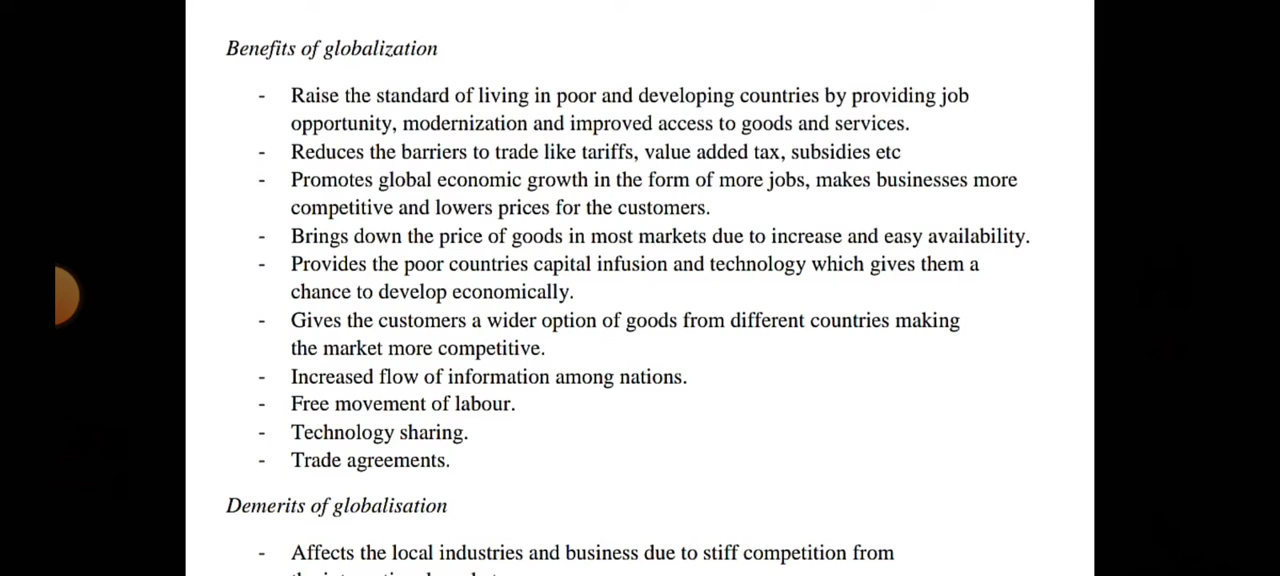 Benefits of globalization
- Raise the standard of living in poor and developing countries by providing job
opportunity, modernization and improved access to goods and services.
- Reduces the barriers to trade like tariffs, value added tax, subsidies etc
- Promotes global economic growth in the form of more jobs, makes businesses more
competitive and lowers prices for the customers.
- Brings down the price of goods in most markets due to increase and easy availability.
- Provides the poor countries capital infusion and technology which gives them a
chance to develop economically.
- Gives the customers a wider option of goods from different countries making
the market more competitive.
- Increased flow of information among nations.
- Free movement of labour.
- Technology sharing.
- Trade agreements.
Demerits of globalisation
- Affects the local industries and business due to stiff competition from